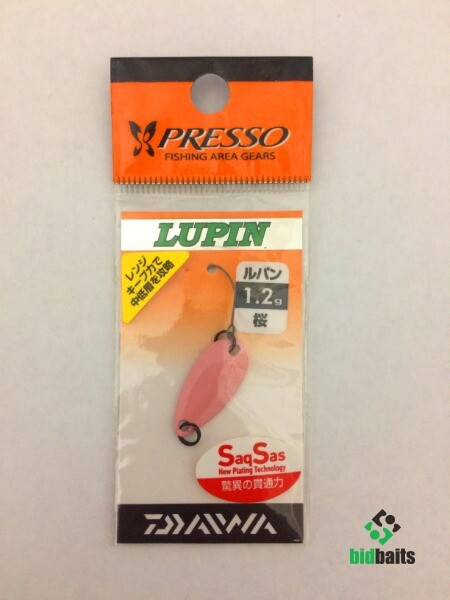 PRESSO
FISHING AREA GEARS
LUPIN
レンジ
キープ力で
中低層を攻略
ルパン
1.2g
桜
SaqSas
New Plating Technology
驚異の貫通力
DAIWA
bidbaits